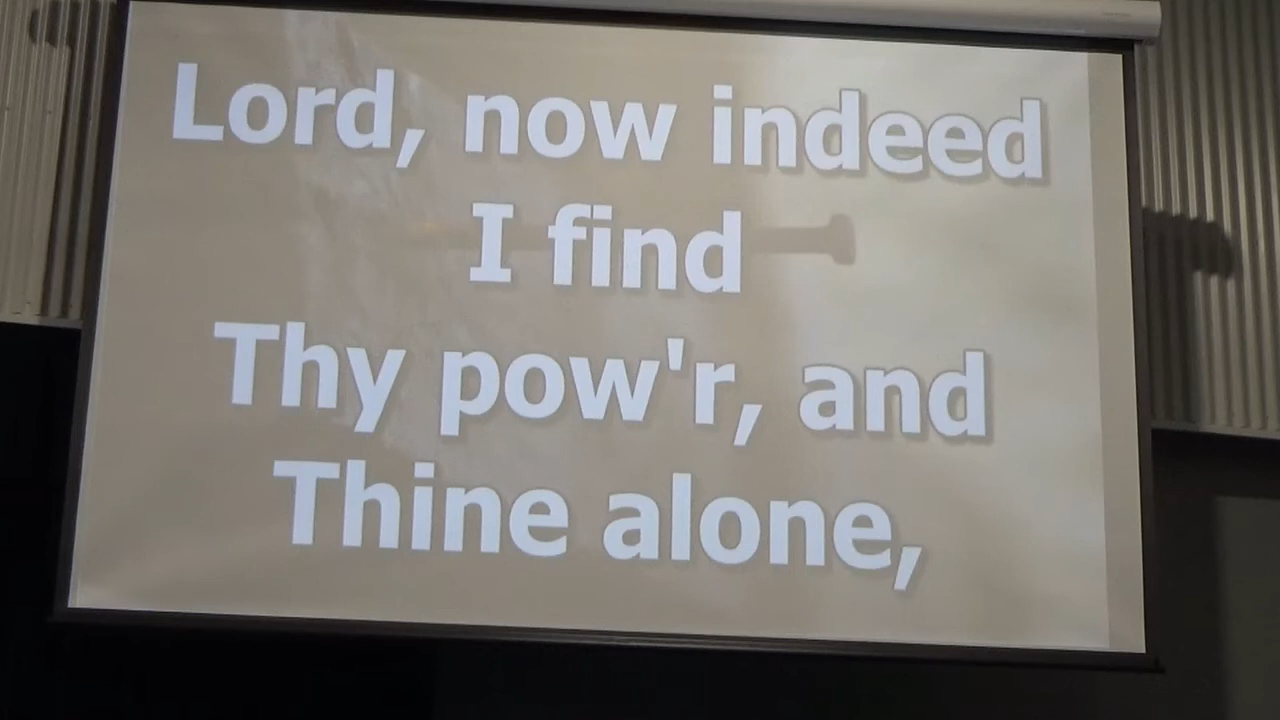 Lord, now indeed
I find
Thy pow'r, and
Thine alone,